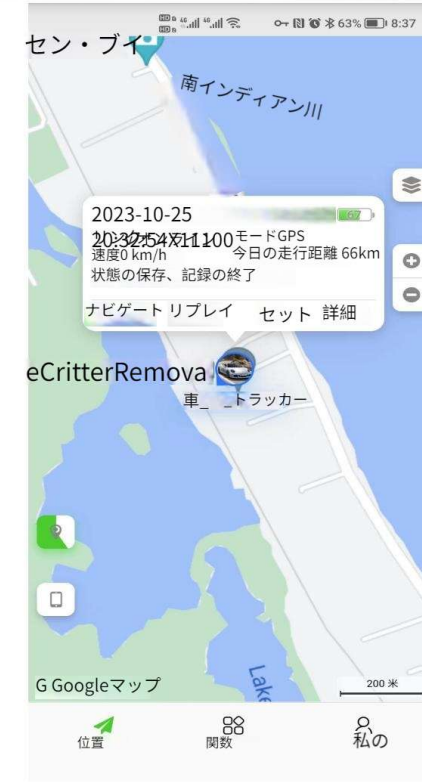 63% 8:37
セン・ブイ
南インディアン川
2023-10-25
67
モードGPS
速度0 km/h 今日の走行距離 66km
状態の保存、記録の終了
ナビゲート リプレイ セット 詳細
eCritterRemova
車_ _トラッカー
Lake
G Googleマップ
200 米
位置 関数 私の